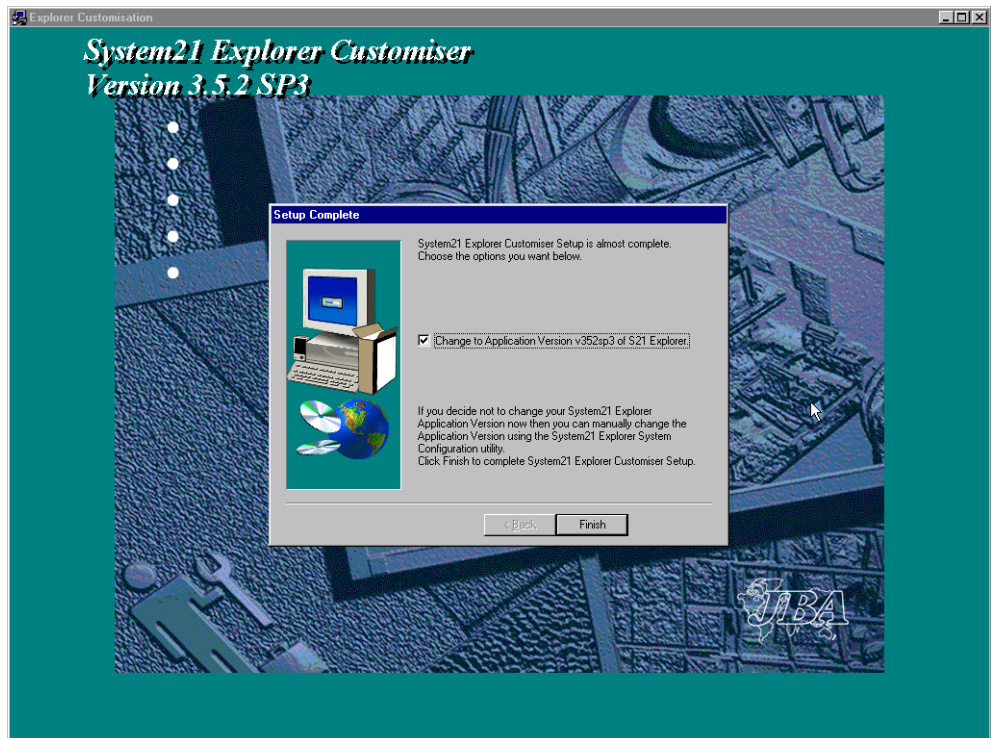 Explorer Customisation
System21 Explorer Customiser
Version 3.5.2 SP3
Setup Complete
System21 Explorer Customiser Setup is almost complete.
Choose the options you want below.
Change to Application Version v352sp3 of S21 Explorer.
If you decide not to change your System21 Explorer
Application Version now then you can manually change the
Application Version using the System21 Explorer System
Configuration utility.
Click Finish to complete System21 Explorer Customiser Setup.
< Back
Finish
JBA